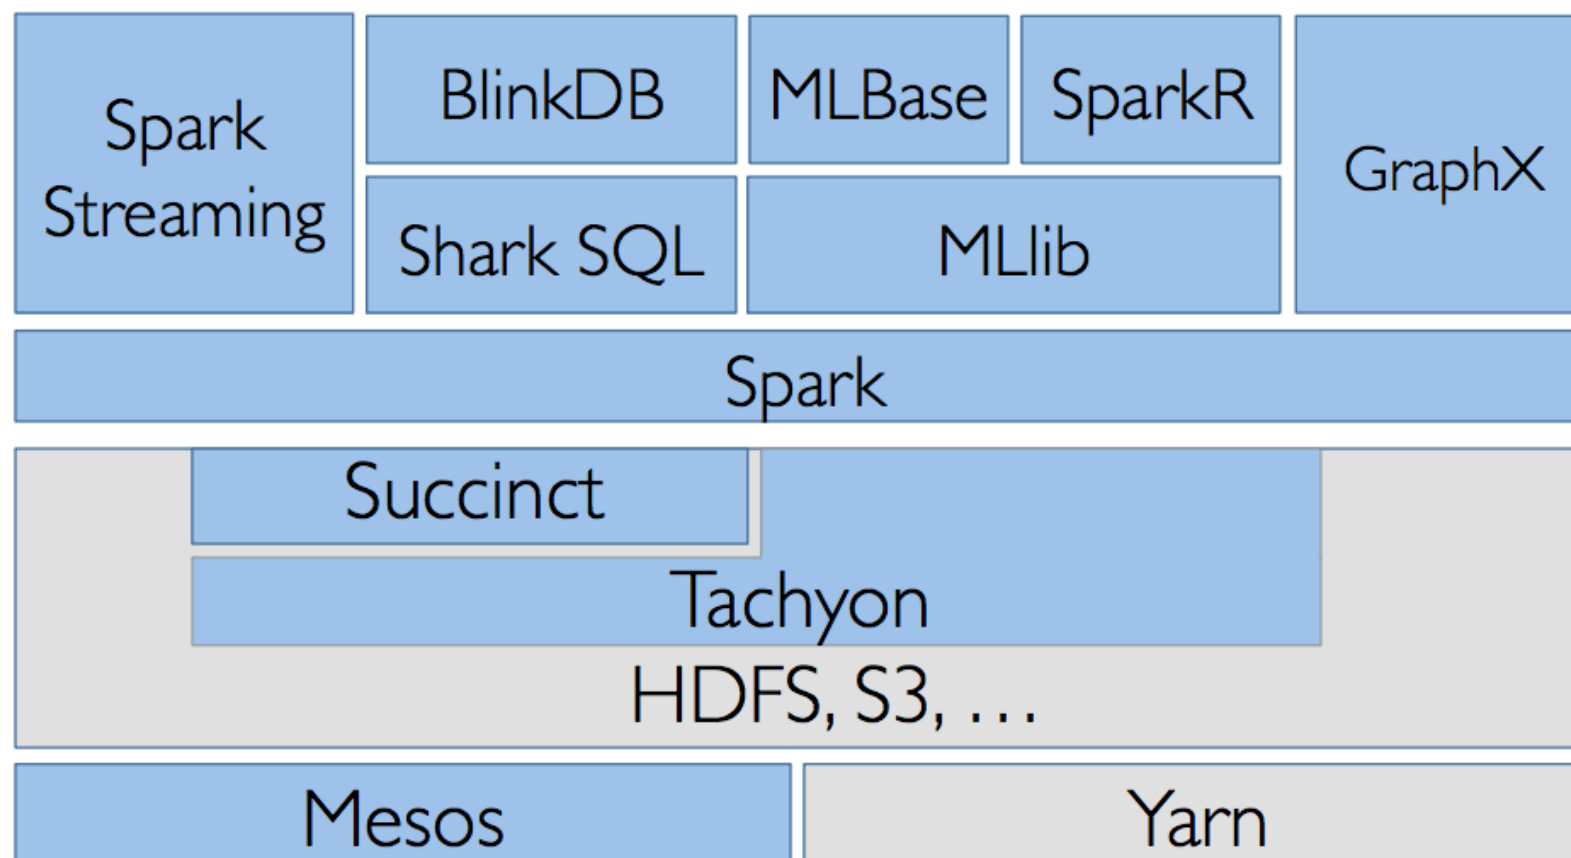 Spark
Streaming
BlinkDB
MLBase
SparkR
GraphX
Shark SQL
MLlib
Spark
Succinct
Tachyon
HDFS, S3, …
Mesos
Yarn